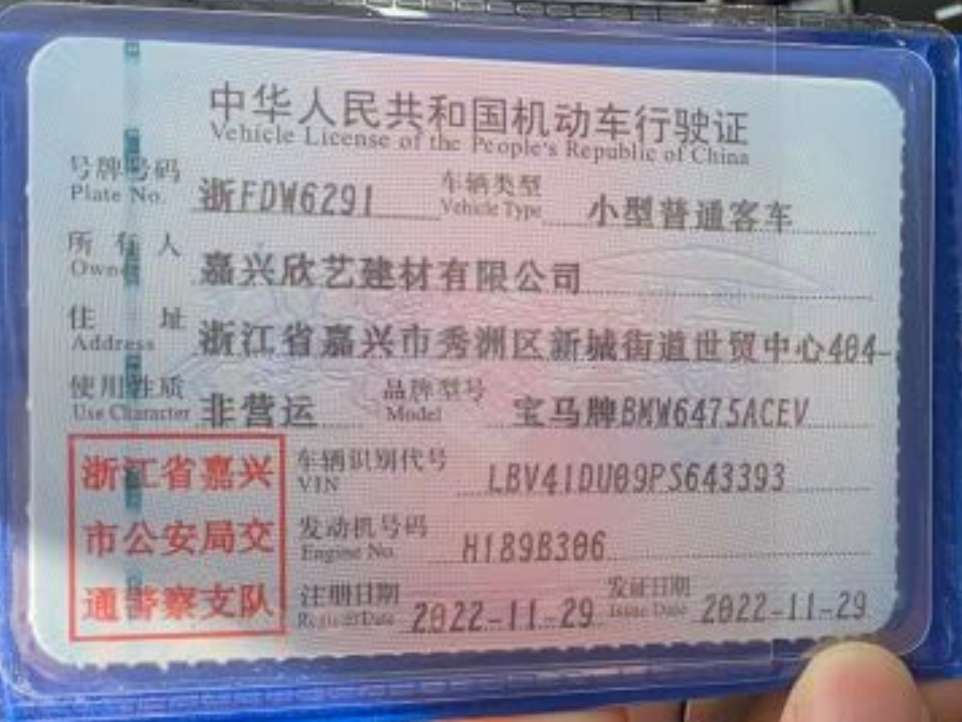 中华人民共和国机动车行驶证
Vehicle License of the People's Republic of China
号牌号码 浙FDW6291 车辆类型 小型普通客车
Plate No. Vehicle Type
所有人 嘉兴欣艺建材有限公司
Owner
住址 浙江省嘉兴市秀洲区新城街道世贸中心404-
Address
使用性质 非营运 品牌型号 宝马牌BMW6475ACEV
Use Character Model
浙江省嘉兴
市公安局交
通警察支队
车辆识别代号 LBV41DU09PS643393
VIN
发动机号码 H189B306
Engine No.
注册日期 2022-11-29 发证日期 2022-11-29
Register Date Issue Date